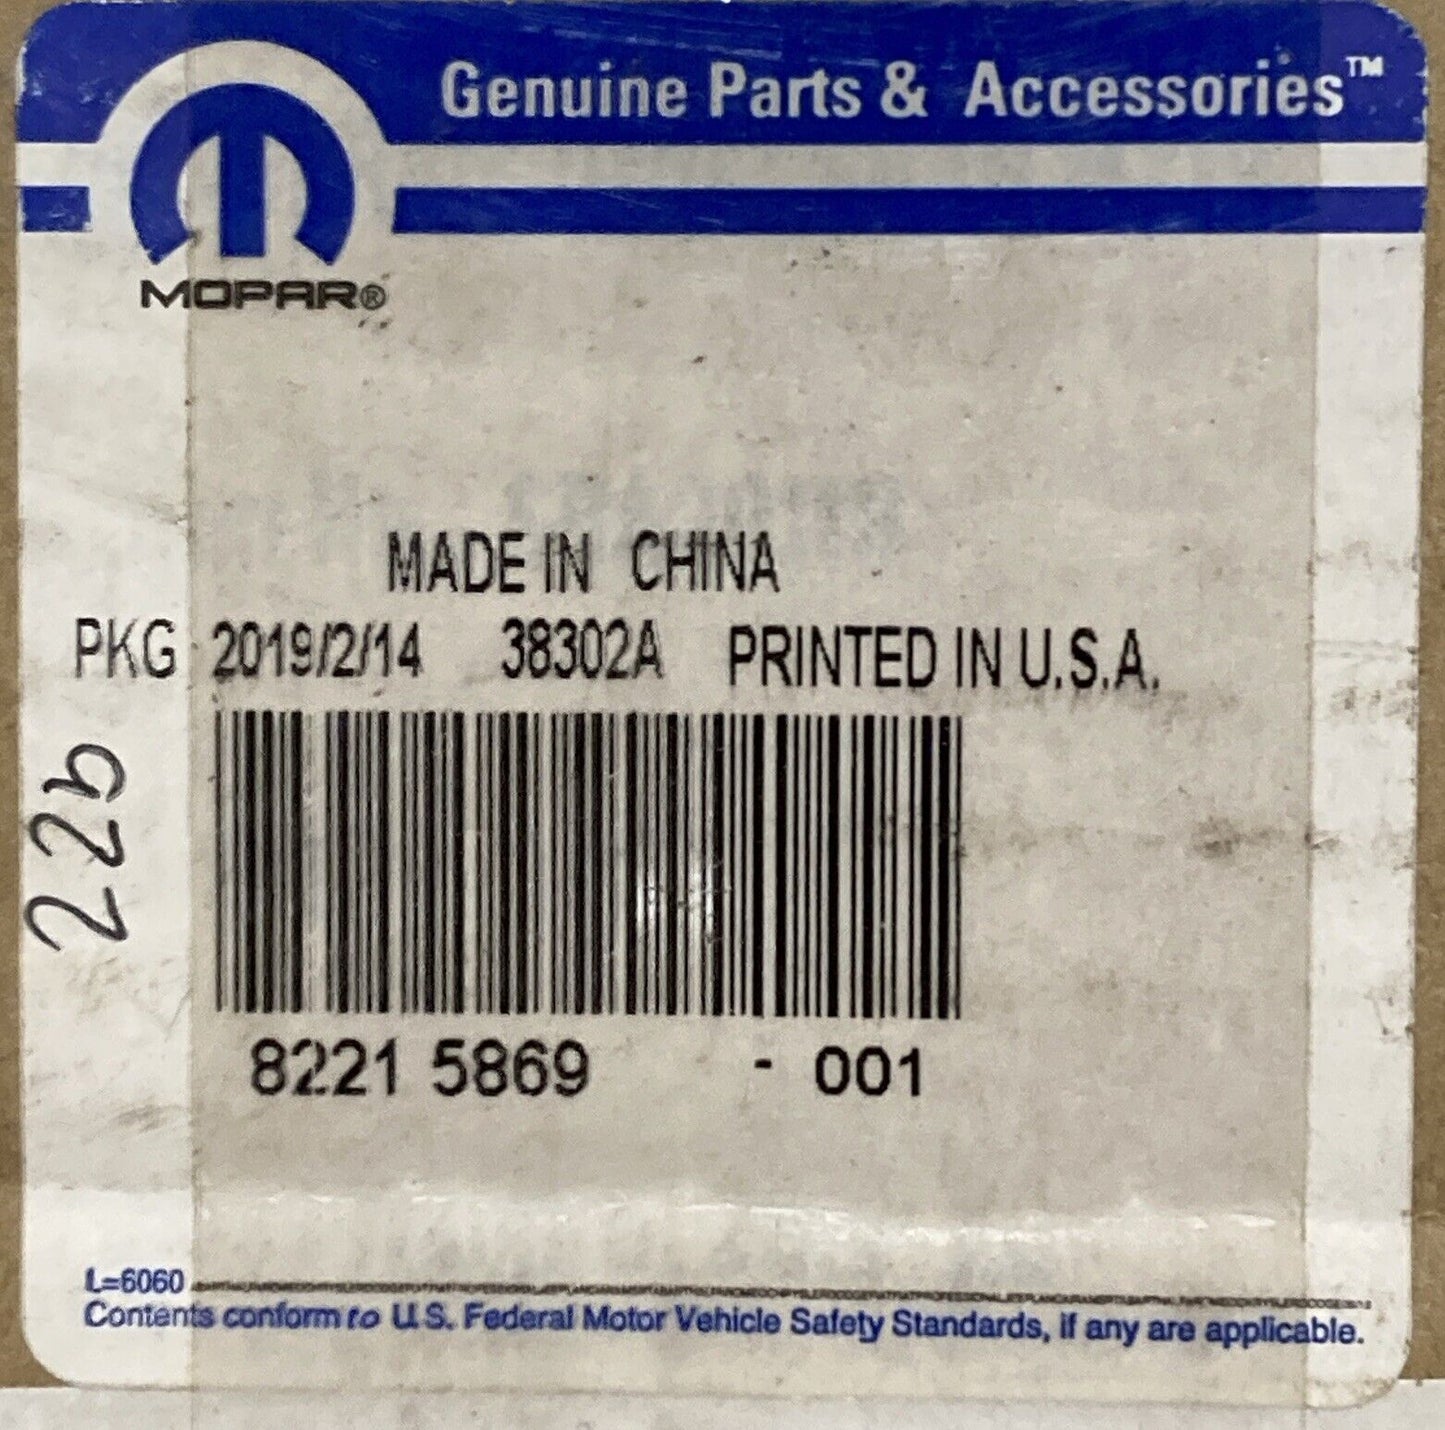 Genuine Parts & Accessories™
MOPAR®
MADE IN CHINA
PKG 2019/2/14 38302A PRINTED IN U.S.A.
22b
8221 5869 - 001
L=6060
Contents conform to U.S. Federal Motor Vehicle Safety Standards, if any are applicable.